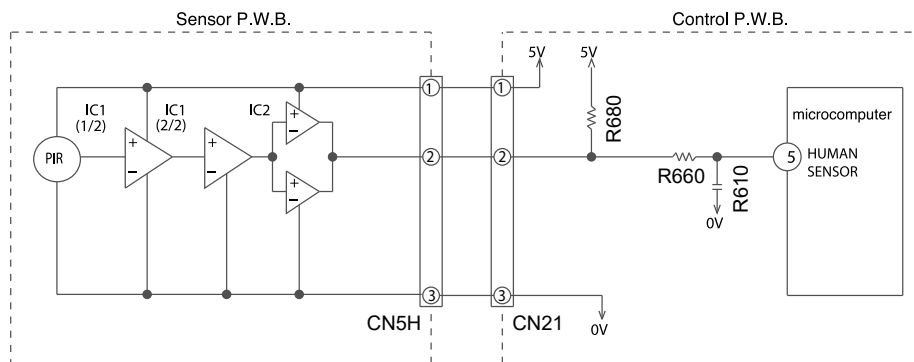 Sensor P.W.B.
Control P.W.B.
5V
5V
IC1
(1/2)
IC1
(2/2)
IC2
PIR
+
−
+
−
+
−
+
−
1
2
3
CN5H
1
2
3
CN21
0V
R680
R660
R610
0V
microcomputer
5
HUMAN
SENSOR